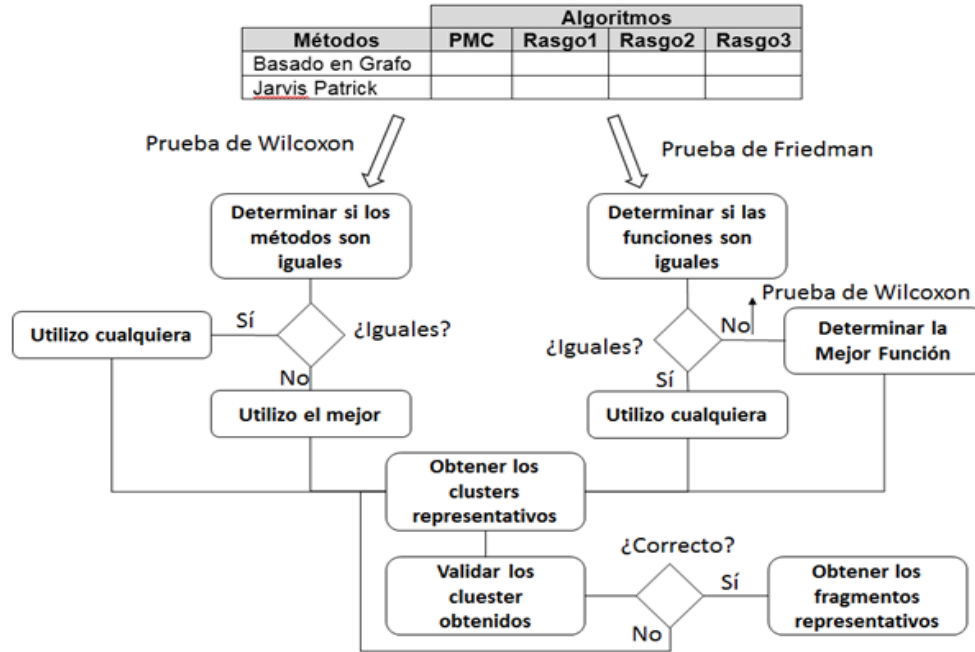 Algoritmos
Métodos PMC Rasgo1 Rasgo2 Rasgo3
Basado en Grafo
Jarvis Patrick
Prueba de Wilcoxon
Prueba de Friedman
Determinar si los
métodos son
iguales
Determinar si las
funciones son
iguales
Prueba de Wilcoxon
Utilizo cualquiera
Sí
¿Iguales?
No
¿Iguales?
No
Sí
Determinar la
Mejor Función
Utilizo el mejor
Utilizo cualquiera
Obtener los
clusters
representativos
Validar los
cluester
obtenidos
¿Correcto?
Sí
No
Obtener los
fragmentos
representativos